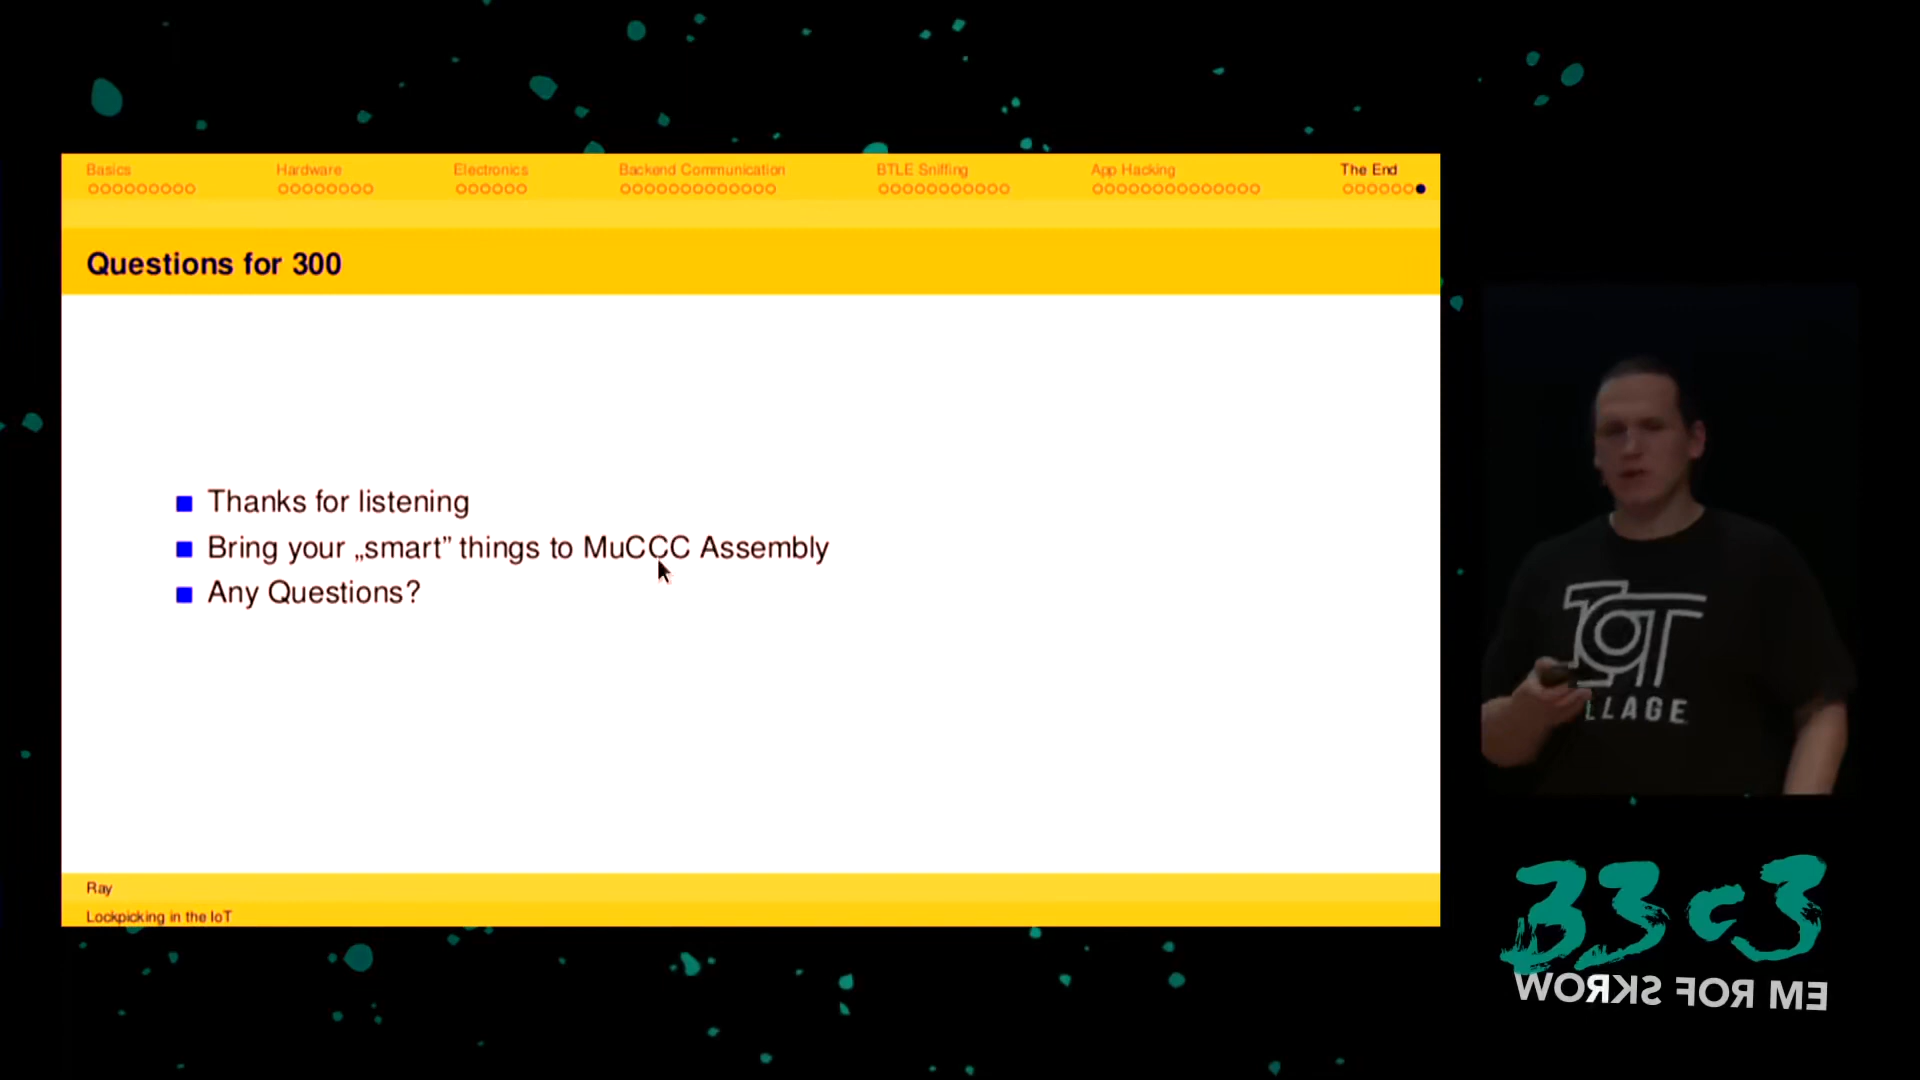 Basics
Hardware
Electronics
Backend Communication
BTLE Sniffing
App Hacking
The End
Questions for 300
Thanks for listening
Bring your „smart” things to MuCCC Assembly
Any Questions?
Ray
Lockpicking in the IoT
IOT
LLAGE
33c3
WORKS FOR ME